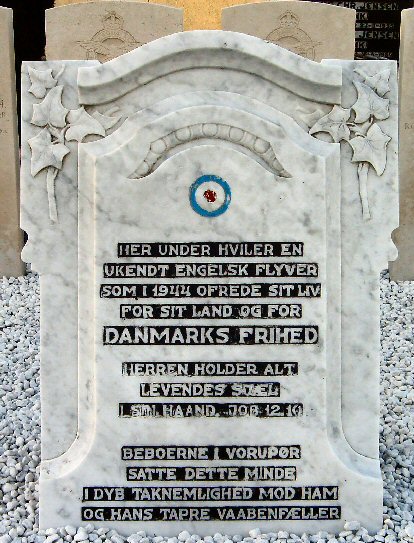 HR. JENSEN
HER UNDER HVILER EN
UKENDT ENGELSK FLYVER
SOM I 1944 OFREDE SIT LIV
FOR SIT LAND OG FOR
DANMARKS FRIHED
HERREN HOLDER ALT
LEVENDES SJÆL
I SIN HAAND. JOB 12.10
BEBOERNE I VORUPØR
SATTE DETTE MINDE
I DYB TAKNEMLIGHED MOD HAM
OG HANS TAPRE VAABENFÆLLER